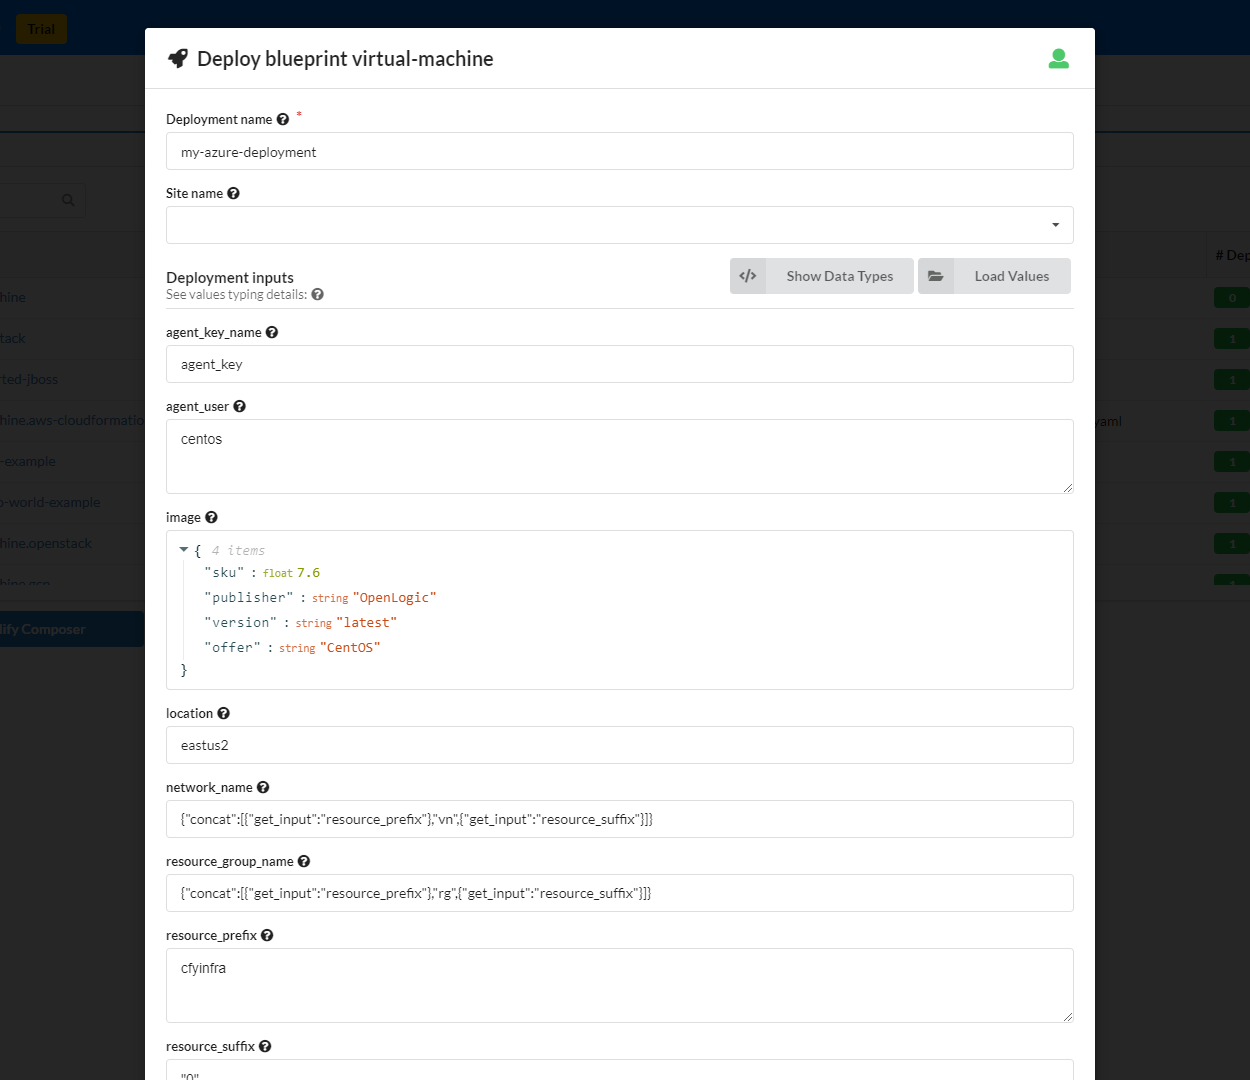 Trial
Deploy blueprint virtual-machine
Deployment name *
my-azure-deployment
Site name
Deployment inputs
See values typing details:
Show Data Types
Load Values
# Dep
agent_key_name
agent_key
hine
0
tack
1
rted-jboss
1
agent_user
centos
hine.aws-cloudformatio
yaml
1
-example
1
o-world-example
1
image
{ 4 items
"sku" : float 7.6
"publisher" : string "OpenLogic"
"version" : string "latest"
"offer" : string "CentOS"
}
hine.openstack
1
hine.gcp
lify Composer
location
eastus2
network_name
{"concat":[{"get_input":"resource_prefix"},"vn",{"get_input":"resource_suffix"}]}
resource_group_name
{"concat":[{"get_input":"resource_prefix"},"rg",{"get_input":"resource_suffix"}]}
resource_prefix
cfyinfra
resource_suffix
"0"